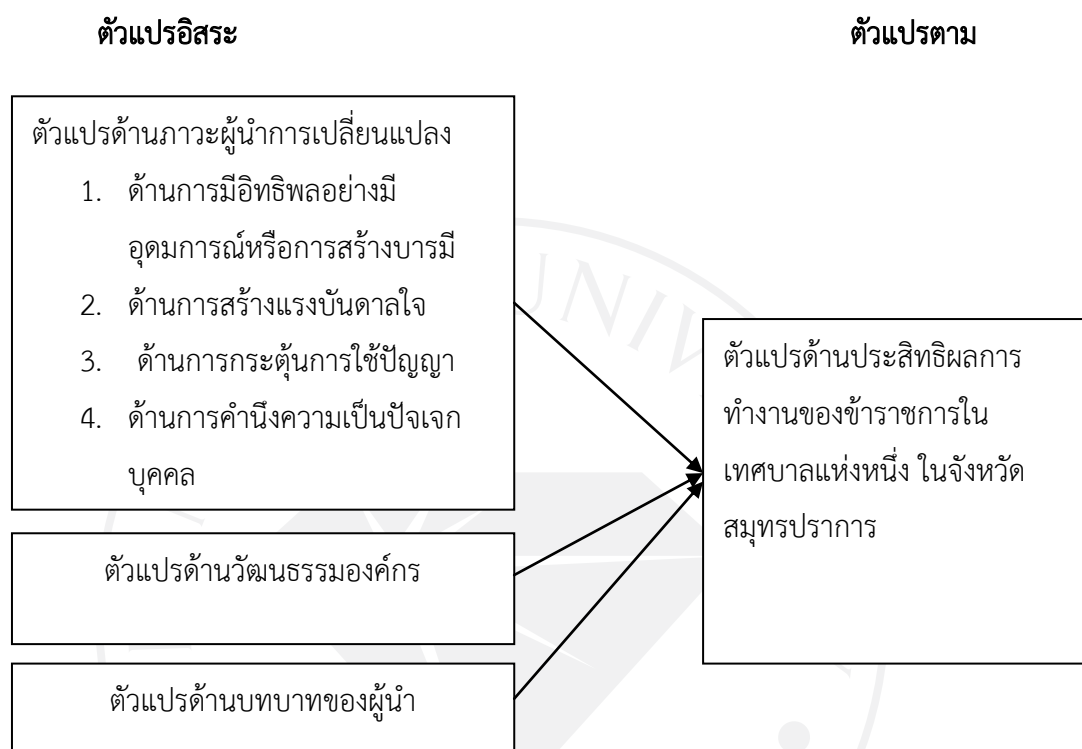 ตัวแปรอิสระ
ตัวแปรตาม
ตัวแปรด้านภาวะผู้นำการเปลี่ยนแปลง
1. ด้านการมีอิทธิพลอย่างมี
อุดมการณ์หรือการสร้างบารมี
2. ด้านการสร้างแรงบันดาลใจ
3. ด้านการกระตุ้นการใช้ปัญญา
4. ด้านการคำนึงความเป็นปัจเจก
บุคคล
ตัวแปรด้านวัฒนธรรมองค์กร
ตัวแปรด้านบทบาทของผู้นำ
ตัวแปรด้านประสิทธิผลการ
ทำงานของข้าราชการใน
เทศบาลแห่งหนึ่ง ในจังหวัด
สมุทรปราการ
UNIV